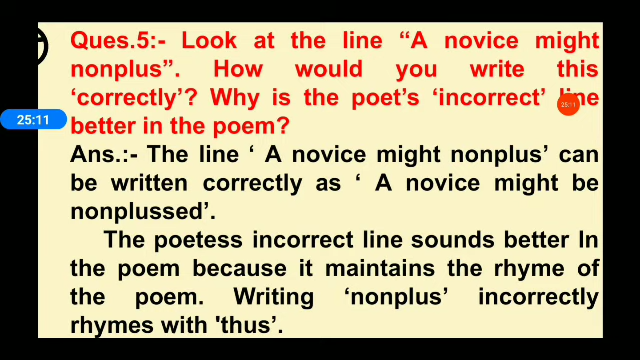 Ques.5:- Look at the line “A novice might
nonplus”. How would you write this
‘correctly’? Why is the poet’s ‘incorrect’ line
better in the poem?
25:11
25:11
Ans.:- The line ‘ A novice might nonplus’ can
be written correctly as ‘ A novice might be
nonplussed’.
The poetess incorrect line sounds better In
the poem because it maintains the rhyme of
the poem. Writing ‘nonplus’ incorrectly
rhymes with 'thus’.